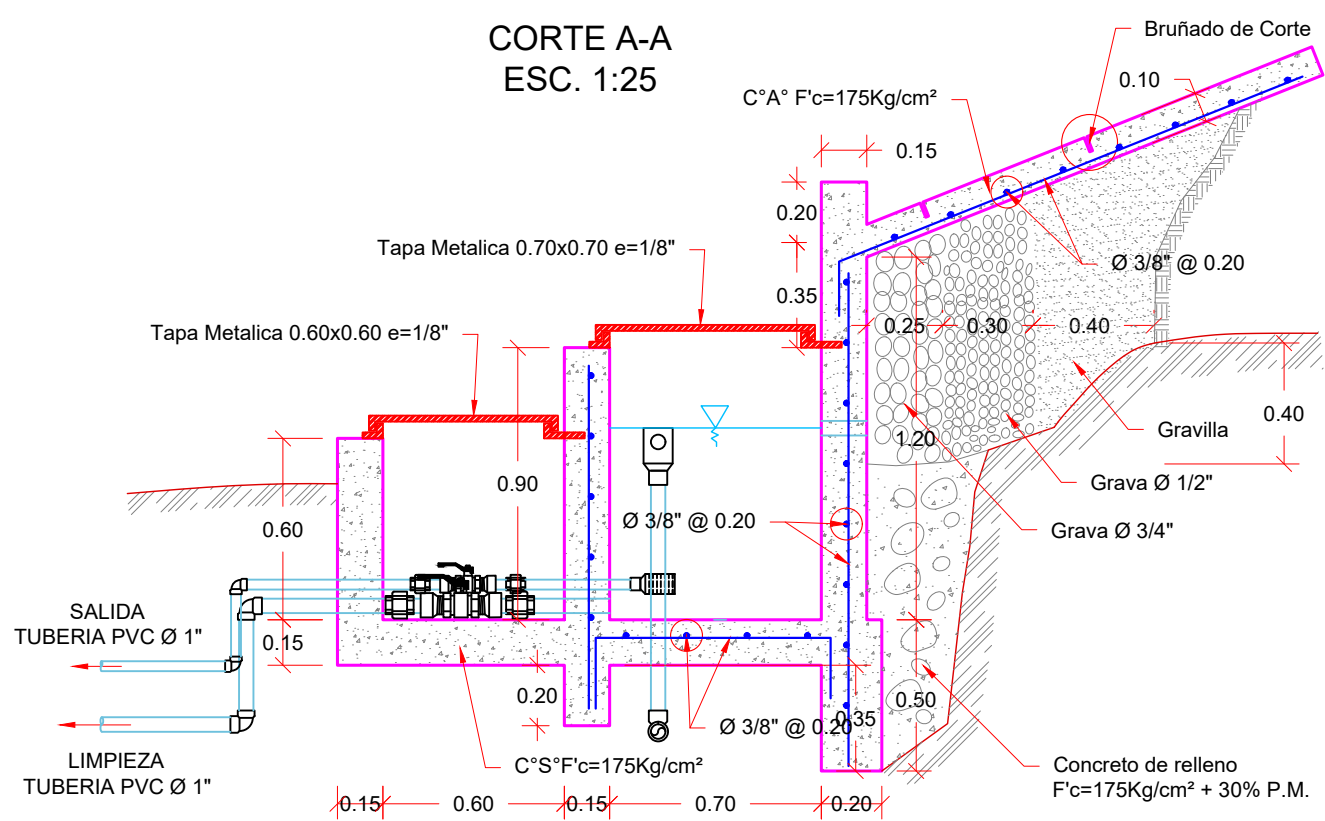 CORTE A-A
ESC. 1:25
Bruñado de Corte
0.10
C°A° F'c=175Kg/cm²
0.15
0.20
Tapa Metalica 0.70x0.70 e=1/8"
Ø 3/8" @ 0.20
0.35
0.25
0.30
0.40
Tapa Metalica 0.60x0.60 e=1/8"
0.40
1.20
Gravilla
0.90
Grava Ø 1/2"
0.60
Ø 3/8" @ 0.20
Grava Ø 3/4"
SALIDA
TUBERIA PVC Ø 1"
0.15
0.20
0.50
0.35
Ø 3/8" @ 0.20
LIMPIEZA
TUBERIA PVC Ø 1"
C°S°F'c=175Kg/cm²
Concreto de relleno
F'c=175Kg/cm² + 30% P.M.
0.15
0.60
0.15
0.70
0.20